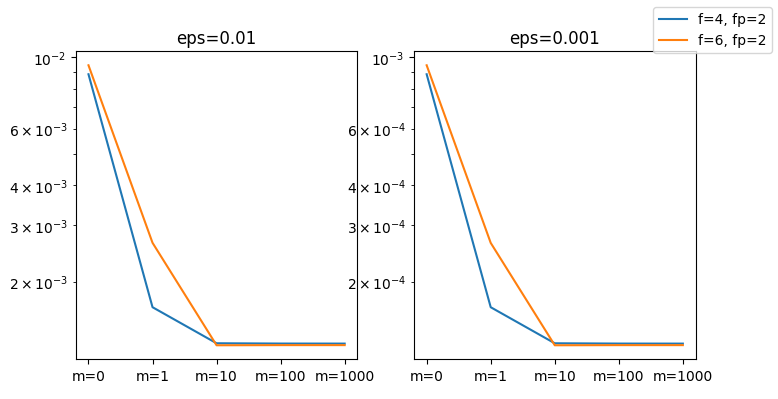 f=4, fp=2
f=6, fp=2
eps=0.01
eps=0.001
10⁻²
6 × 10⁻³
4 × 10⁻³
3 × 10⁻³
2 × 10⁻³
m=0 m=1 m=10 m=100 m=1000
10⁻³
6 × 10⁻⁴
4 × 10⁻⁴
3 × 10⁻⁴
2 × 10⁻⁴
m=0 m=1 m=10 m=100 m=1000